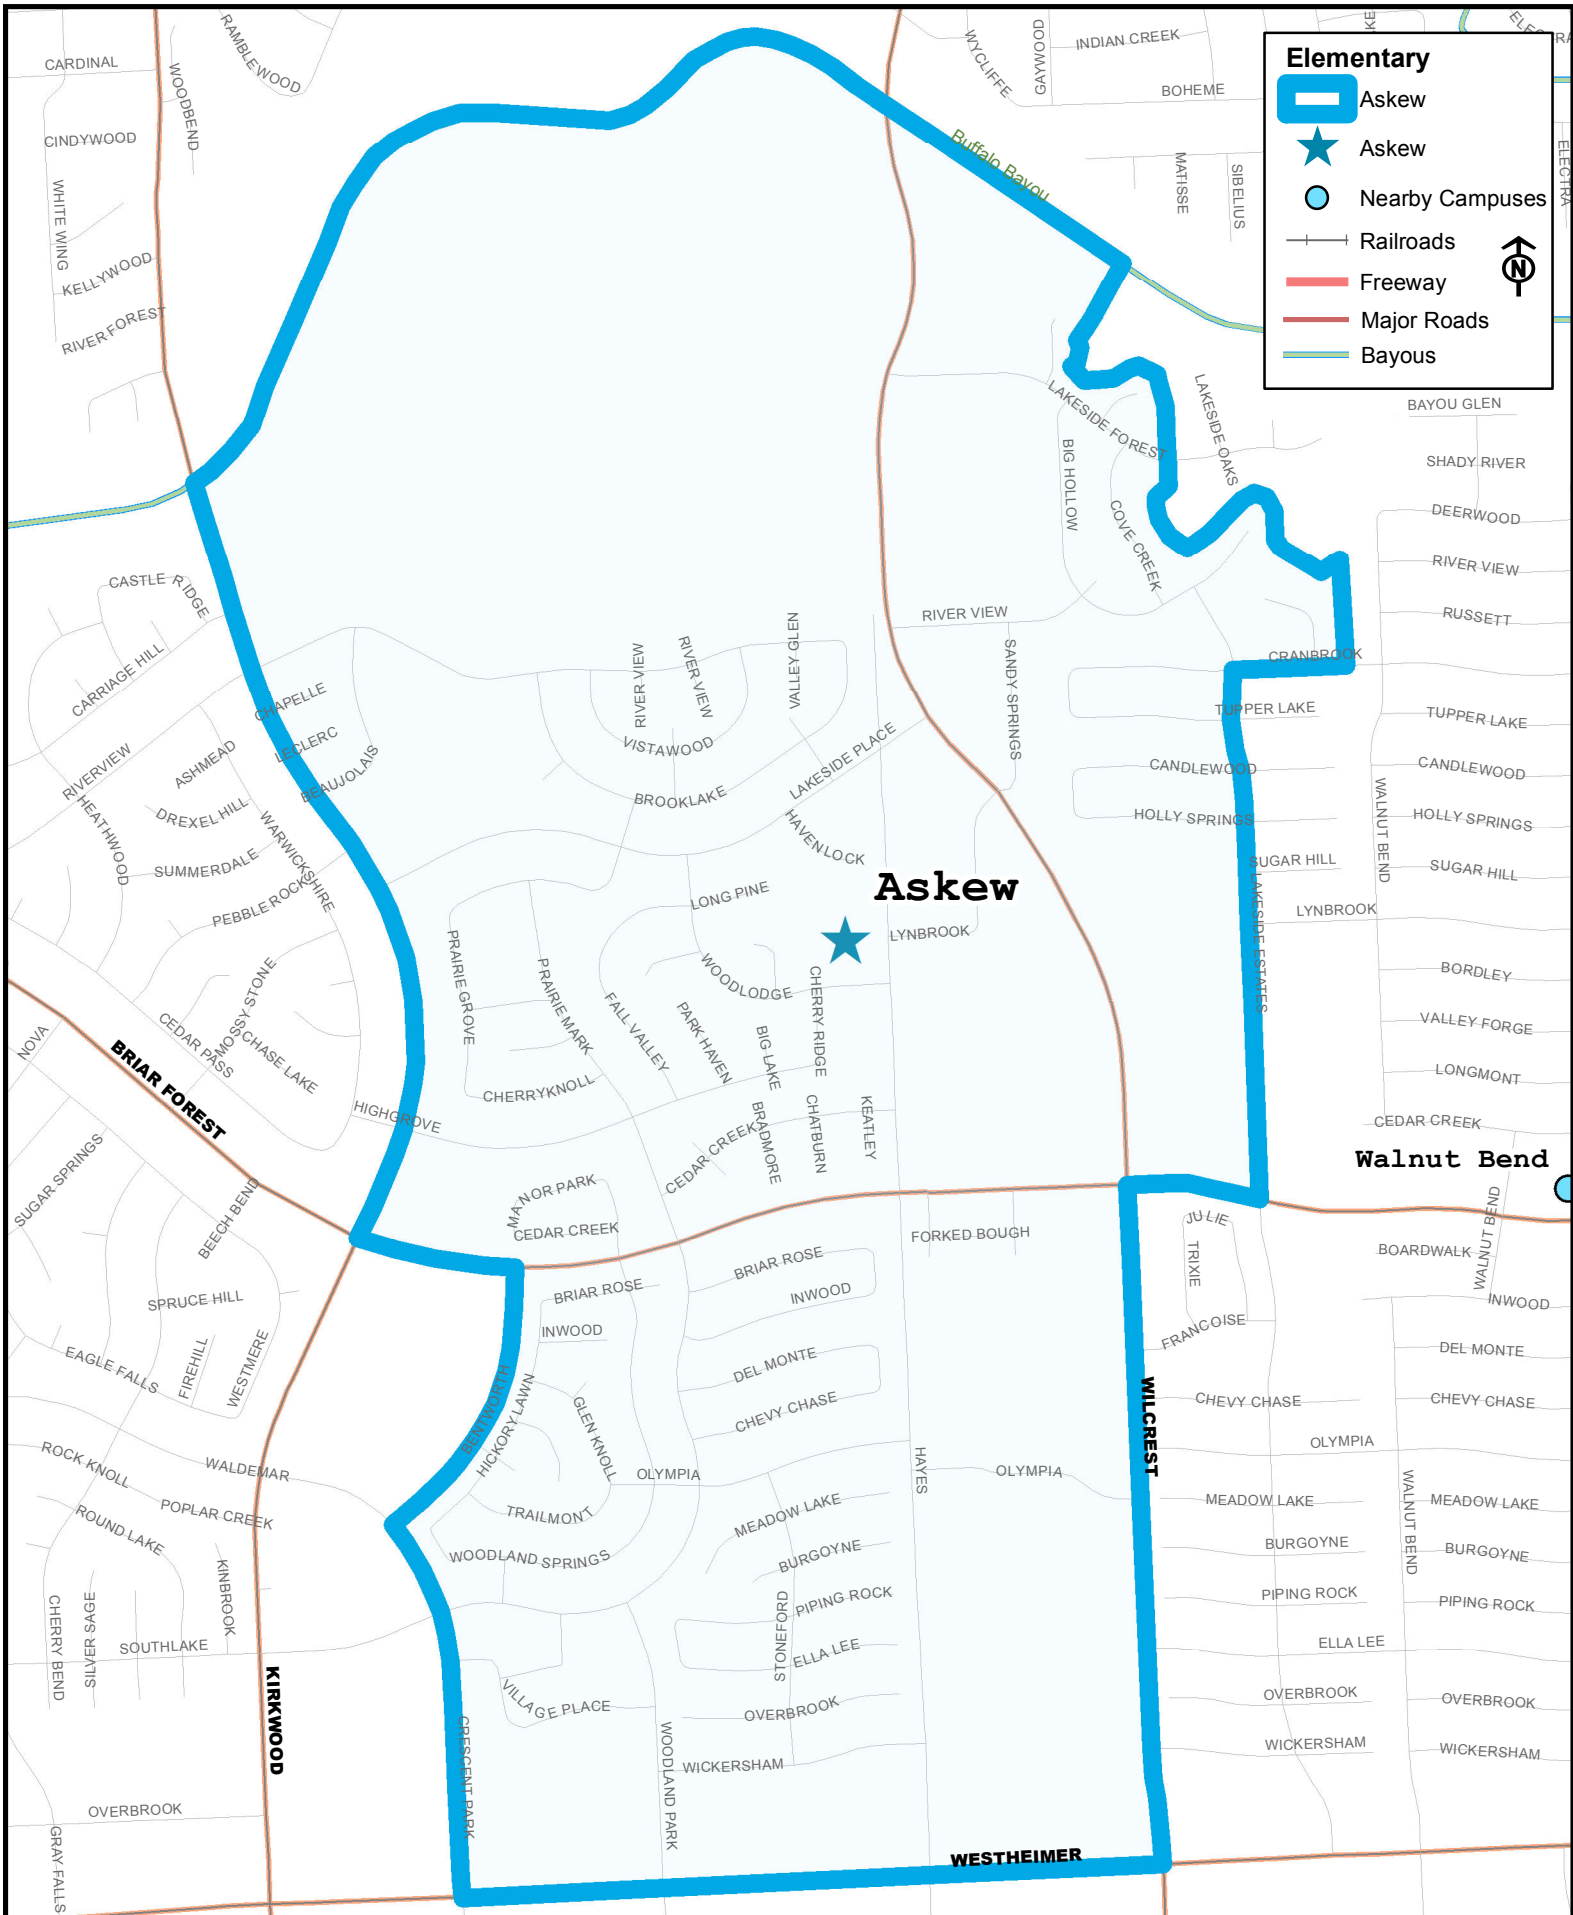 Elementary
Askew
Askew
Nearby Campuses
Railroads
Freeway
Major Roads
Bayous
N
CARDINAL
RAMBLEWOOD
WOODBEND
CINDYWOOD
WHITE WING
KELLYWOOD
RIVER FOREST
WYCLIFFE
GAYWOOD
INDIAN CREEK
BOHEME
MATISSE
SIBELIUS
ELECTRA
Buffalo Bayou
LAKESIDE FOREST
LAKESIDE OAKS
BIG HOLLOW
COVE CREEK
BAYOU GLEN
SHADY RIVER
DEERWOOD
RIVER VIEW
RUSSETT
CRANBROOK
TUPPER LAKE
TUPPER LAKE
CANDLEWOOD
CANDLEWOOD
HOLLY SPRINGS
HOLLY SPRINGS
SUGAR HILL
SUGAR HILL
WALNUT BEND
LYNBROOK
LAKESIDE ESTATES
BORDLEY
VALLEY FORGE
LONGMONT
CEDAR CREEK
Walnut Bend
CASTLE RIDGE
CARRIAGE HILL
CHAPELLE
LECLERC
BEAUJOLAIS
RIVERVIEW
ASHMEAD
DREXEL HILL
HEATHWOOD
SUMMERDALE
WARWICKSHIRE
PEBBLE ROCK
RIVER VIEW
RIVER VIEW
VALLEY GLEN
RIVER VIEW
SANDY SPRINGS
VISTAWOOD
BROOKLAKE
LAKESIDE PLACE
HAVENLOCK
Askew
LONG PINE
LYNBROOK
PRAIRIE GROVE
PRAIRIE MARK
WOODLODGE
CHERRY RIDGE
FALL VALLEY
PARK HAVEN
BIG LAKE
CHERRYKNOLL
HIGHGROVE
BRADMORE
CHATBURN
KEATLEY
CEDAR CREEK
MANOR PARK
CEDAR CREEK
NOVA
BRIAR FOREST
MOSSY STONE
CEDAR PASS
CHASE LAKE
SUGAR SPRINGS
BEECH BEND
SPRUCE HILL
EAGLE FALLS
FIREHILL
WESTMERE
ROCK KNOLL
WALDEMAR
POPLAR CREEK
ROUND LAKE
KINBROOK
CHERRY BEND
SILVER SAGE
SOUTHLAKE
KIRKWOOD
OVERBROOK
GRAY FALLS
FORKED BOUGH
BRIAR ROSE
BRIAR ROSE
INWOOD
INWOOD
DEL MONTE
CHEVY CHASE
BENTWORTH
HICKORY LAWN
GLEN KNOLL
OLYMPIA
HAYES
OLYMPIA
TRAILMONT
WOODLAND SPRINGS
MEADOW LAKE
BURGOYNE
PIPING ROCK
STONEFORD
ELLA LEE
VILLAGE PLACE
OVERBROOK
CRESCENT PARK
WOODLAND PARK
WICKERSHAM
WESTHEIMER
WILCREST
JULIE
TRIXIE
FRANCOISE
BOARDWALK
WALNUT BEND
INWOOD
DEL MONTE
CHEVY CHASE
CHEVY CHASE
OLYMPIA
MEADOW LAKE
WALNUT BEND
MEADOW LAKE
BURGOYNE
BURGOYNE
PIPING ROCK
PIPING ROCK
ELLA LEE
OVERBROOK
OVERBROOK
WICKERSHAM
WICKERSHAM